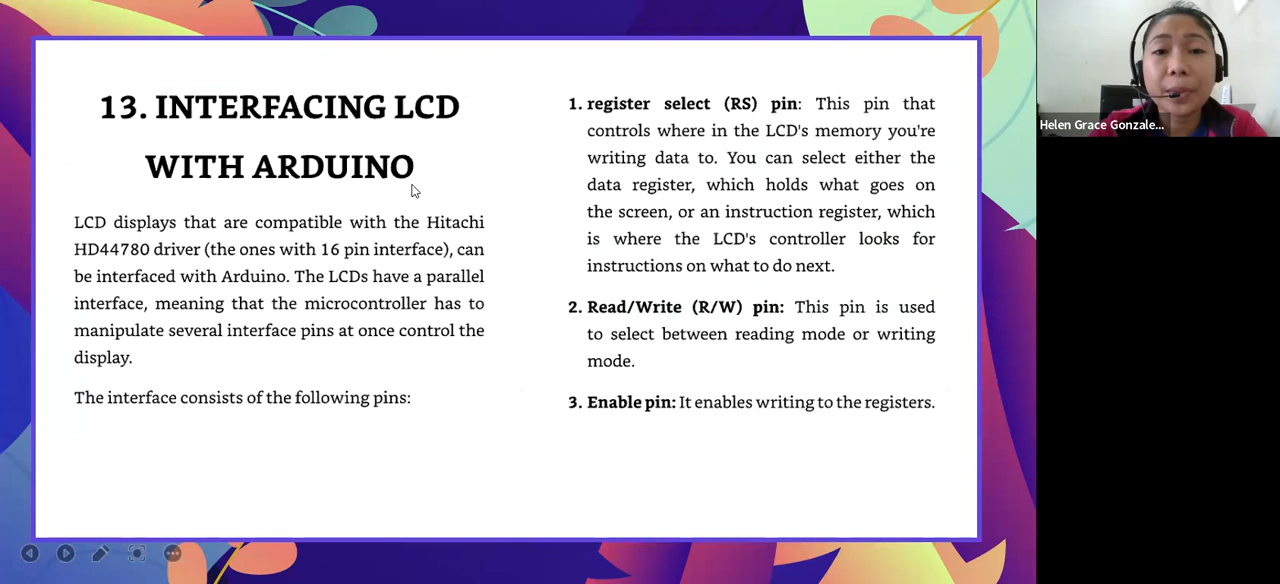 13. INTERFACING LCD
WITH ARDUINO
LCD displays that are compatible with the Hitachi
HD44780 driver (the ones with 16 pin interface), can
be interfaced with Arduino. The LCDs have a parallel
interface, meaning that the microcontroller has to
manipulate several interface pins at once control the
display.
The interface consists of the following pins:
1. register select (RS) pin: This pin that
controls where in the LCD's memory you're
writing data to. You can select either the
data register, which holds what goes on
the screen, or an instruction register, which
is where the LCD's controller looks for
instructions on what to do next.
2. Read/Write (R/W) pin: This pin is used
to select between reading mode or writing
mode.
3. Enable pin: It enables writing to the registers.
Helen Grace Gonzale...